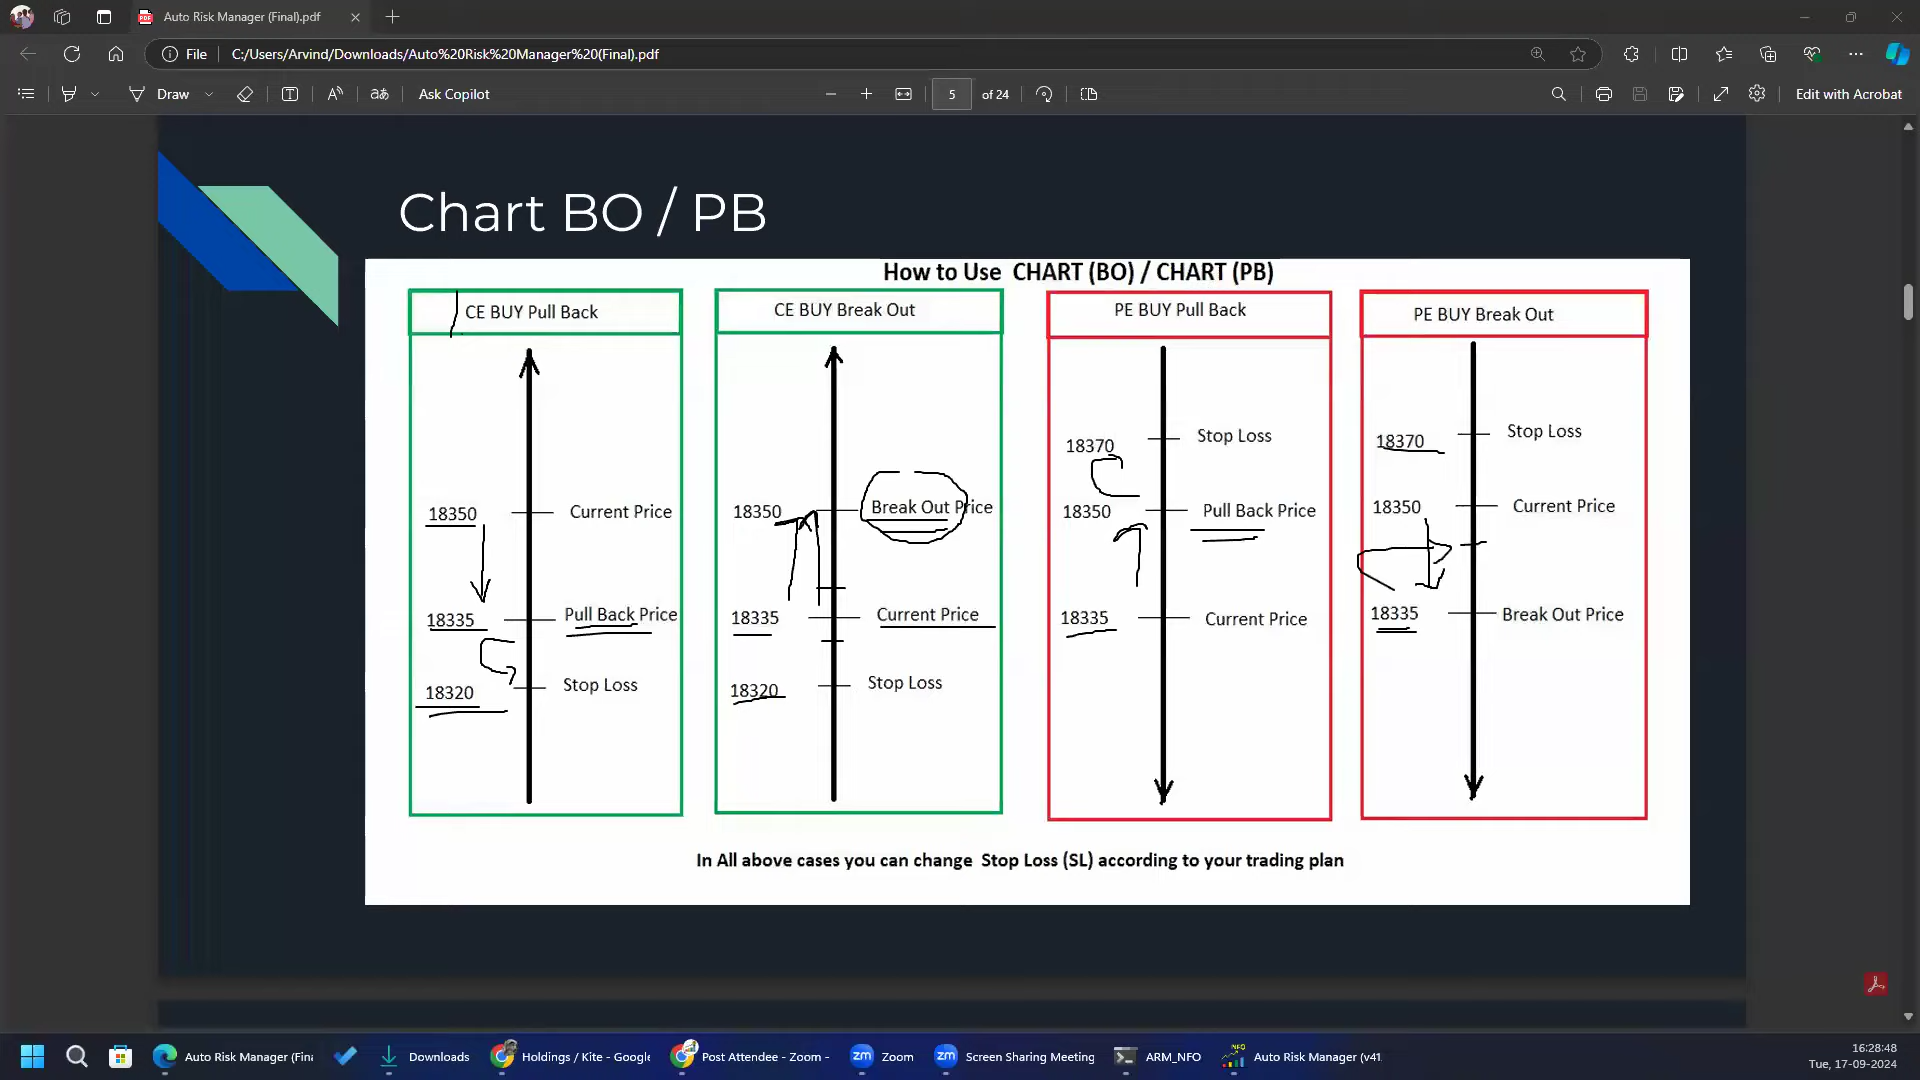 Auto Risk Manager (Final).pdf
File C:/Users/Arvind/Downloads/Auto%20Risk%20Manager%20(Final).pdf
Draw
Ask Copilot
5 of 24
Edit with Acrobat
Chart BO / PB
How to Use CHART (BO) / CHART (PB)
CE BUY Pull Back
18350 Current Price
18335 Pull Back Price
18320 Stop Loss
CE BUY Break Out
18350 Break Out Price
18335 Current Price
18320 Stop Loss
PE BUY Pull Back
18370 Stop Loss
18350 Pull Back Price
18335 Current Price
PE BUY Break Out
18370 Stop Loss
18350 Current Price
18335 Break Out Price
In All above cases you can change Stop Loss (SL) according to your trading plan
Auto Risk Manager (Fina
Downloads
Holdings / Kite - Google
Post Attendee - Zoom -
zm Zoom
zm Screen Sharing Meeting
ARM_NFO
NFO Auto Risk Manager (v41
16:28:48
Tue, 17-09-2024